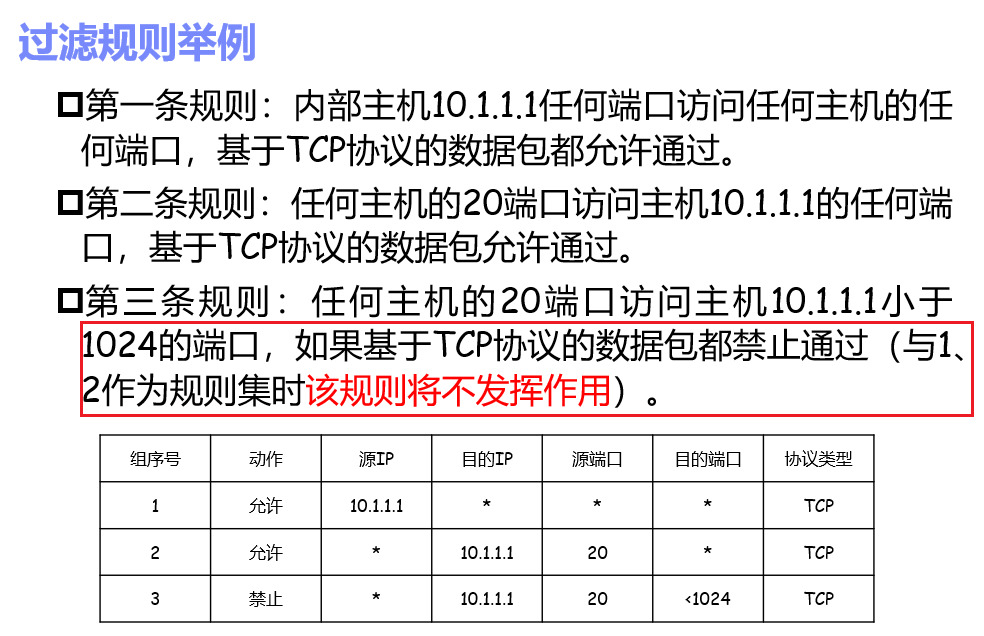 过滤规则举例
第一条规则：内部主机10.1.1.1任何端口访问任何主机的任
何端口，基于TCP协议的数据包都允许通过。
第二条规则：任何主机的20端口访问主机10.1.1.1的任何端
口，基于TCP协议的数据包允许通过。
第三条规则：任何主机的20端口访问主机10.1.1.1小于
1024的端口，如果基于TCP协议的数据包都禁止通过（与1、
2作为规则集时该规则将不发挥作用）。
组序号 动作 源IP 目的IP 源端口 目的端口 协议类型
1 允许 10.1.1.1 * * * TCP
2 允许 * 10.1.1.1 20 * TCP
3 禁止 * 10.1.1.1 20 <1024 TCP